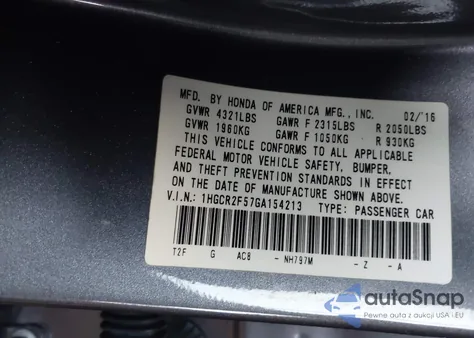 MFD. BY HONDA OF AMERICA MFG., INC. 02/'16
GVWR 4321LBS GAWR F 2315LBS R 2050LBS
GVWR 1960KG GAWR F 1050KG R 930KG
THIS VEHICLE CONFORMS TO ALL APPLICABLE
FEDERAL MOTOR VEHICLE SAFETY, BUMPER,
AND THEFT PREVENTION STANDARDS IN EFFECT
ON THE DATE OF MANUFACTURE SHOWN ABOVE.
V.I.N.: 1HGCR2F57GA154213 TYPE: PASSENGER CAR
T2F G AC8 - NH797M - Z - A
autoSnap
Pewne auta z aukcji USA i EU